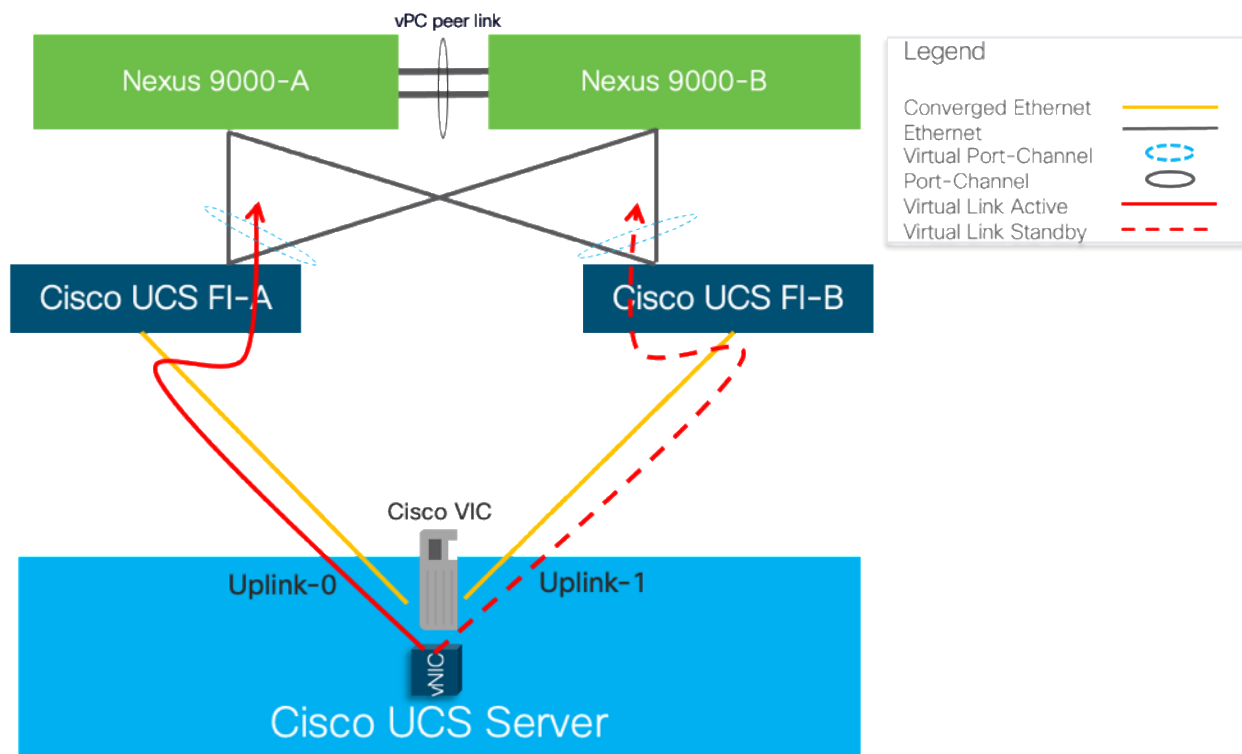 vPC peer link
Nexus 9000-A
Nexus 9000-B
Legend
Converged Ethernet
Ethernet
Virtual Port-Channel
Port-Channel
Virtual Link Active
Virtual Link Standby
Cisco UCS FI-A
Cisco UCS FI-B
Cisco VIC
Uplink-0
Uplink-1
vNIC
Cisco UCS Server